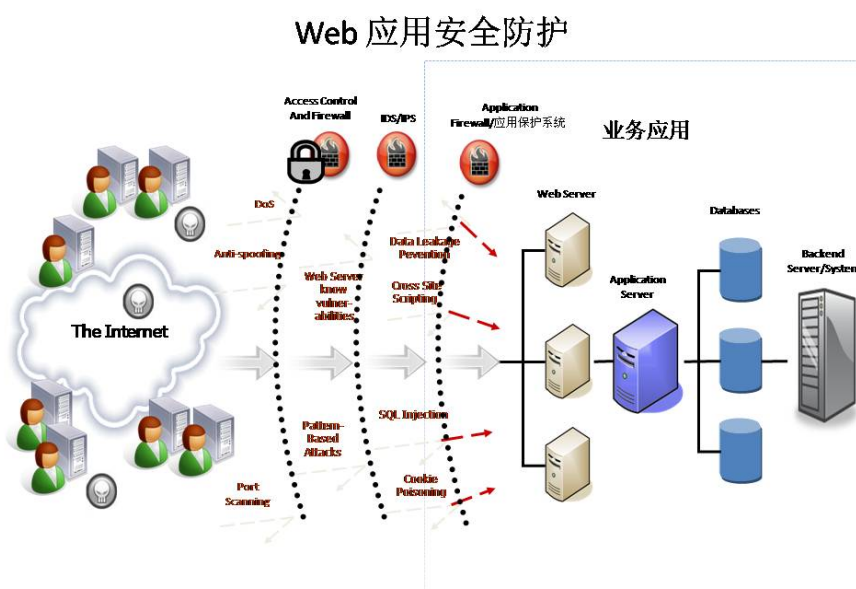 Web 应用安全防护
Access Control
And Firewall
IDS/IPS
Application
Firewall/应用保护系统
业务应用
DoS
Anti-spoofing
Web Server
know
vulner-
abilities
Data Leakage
Pevention
Cross Site
Scripting
Web Server
Databases
Application
Server
Backend
Server/System
The Internet
Pattern-
Based
Attacks
SQL Injection
Port
Scanning
Cookie
Poisoning